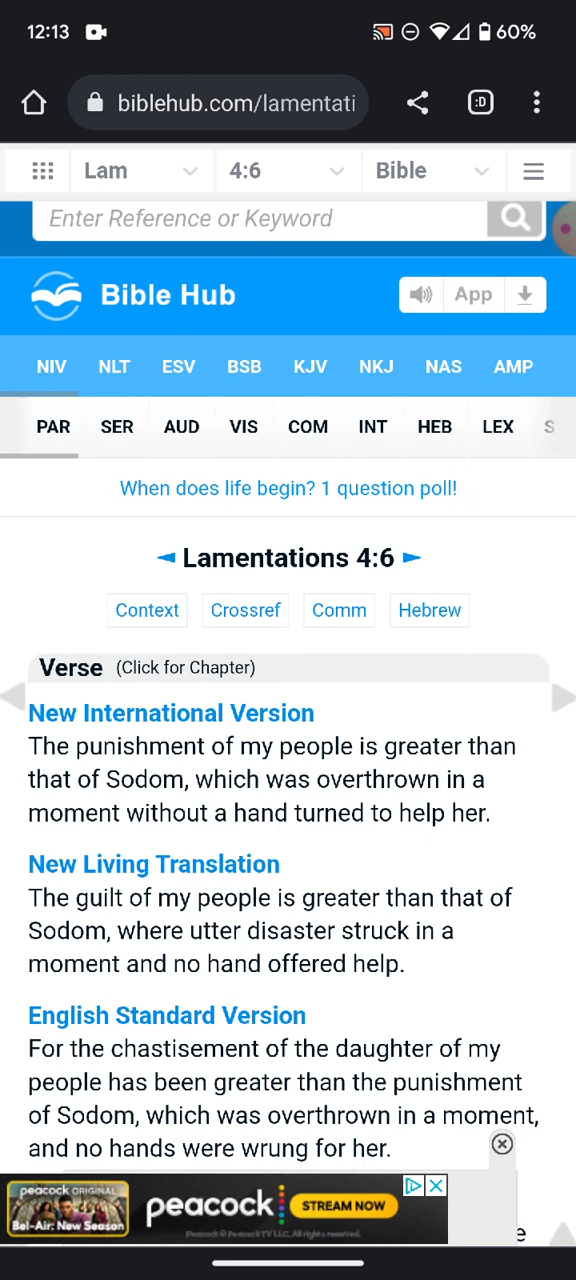 12:13 60%
biblehub.com/lamentati :D
Lam 4:6 Bible
Enter Reference or Keyword
Bible Hub App
NIV NLT ESV BSB KJV NKJ NAS AMP
PAR SER AUD VIS COM INT HEB LEX S
When does life begin? 1 question poll!
◄ Lamentations 4:6 ►
Context Crossref Comm Hebrew
Verse (Click for Chapter)
New International Version
The punishment of my people is greater than
that of Sodom, which was overthrown in a
moment without a hand turned to help her.
New Living Translation
The guilt of my people is greater than that of
Sodom, where utter disaster struck in a
moment and no hand offered help.
English Standard Version
For the chastisement of the daughter of my
people has been greater than the punishment
of Sodom, which was overthrown in a moment,
and no hands were wrung for her.
peacock ORIGINAL
Bel-Air: New Season
peacock
STREAM NOW
Peacock © Peacock TV LLC. All rights reserved.
e